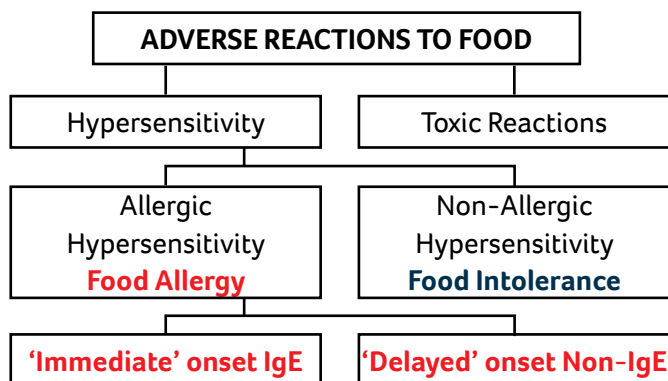 ADVERSE REACTIONS TO FOOD
Hypersensitivity
Toxic Reactions
Allergic
Hypersensitivity
Food Allergy
Non-Allergic
Hypersensitivity
Food Intolerance
‘Immediate’ onset IgE
‘Delayed’ onset Non-IgE